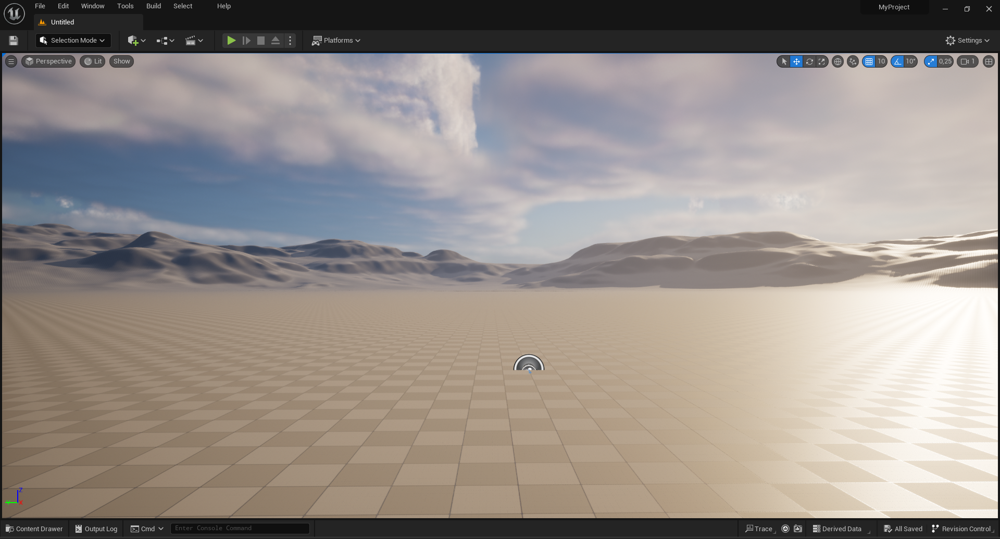 File Edit Window Tools Build Select Help
MyProject
Untitled
Selection Mode
Platforms
Settings
Perspective Lit Show
10 10° 0,25 1
Z
Y X
Content Drawer Output Log Cmd Enter Console Command
Trace Derived Data All Saved Revision Control